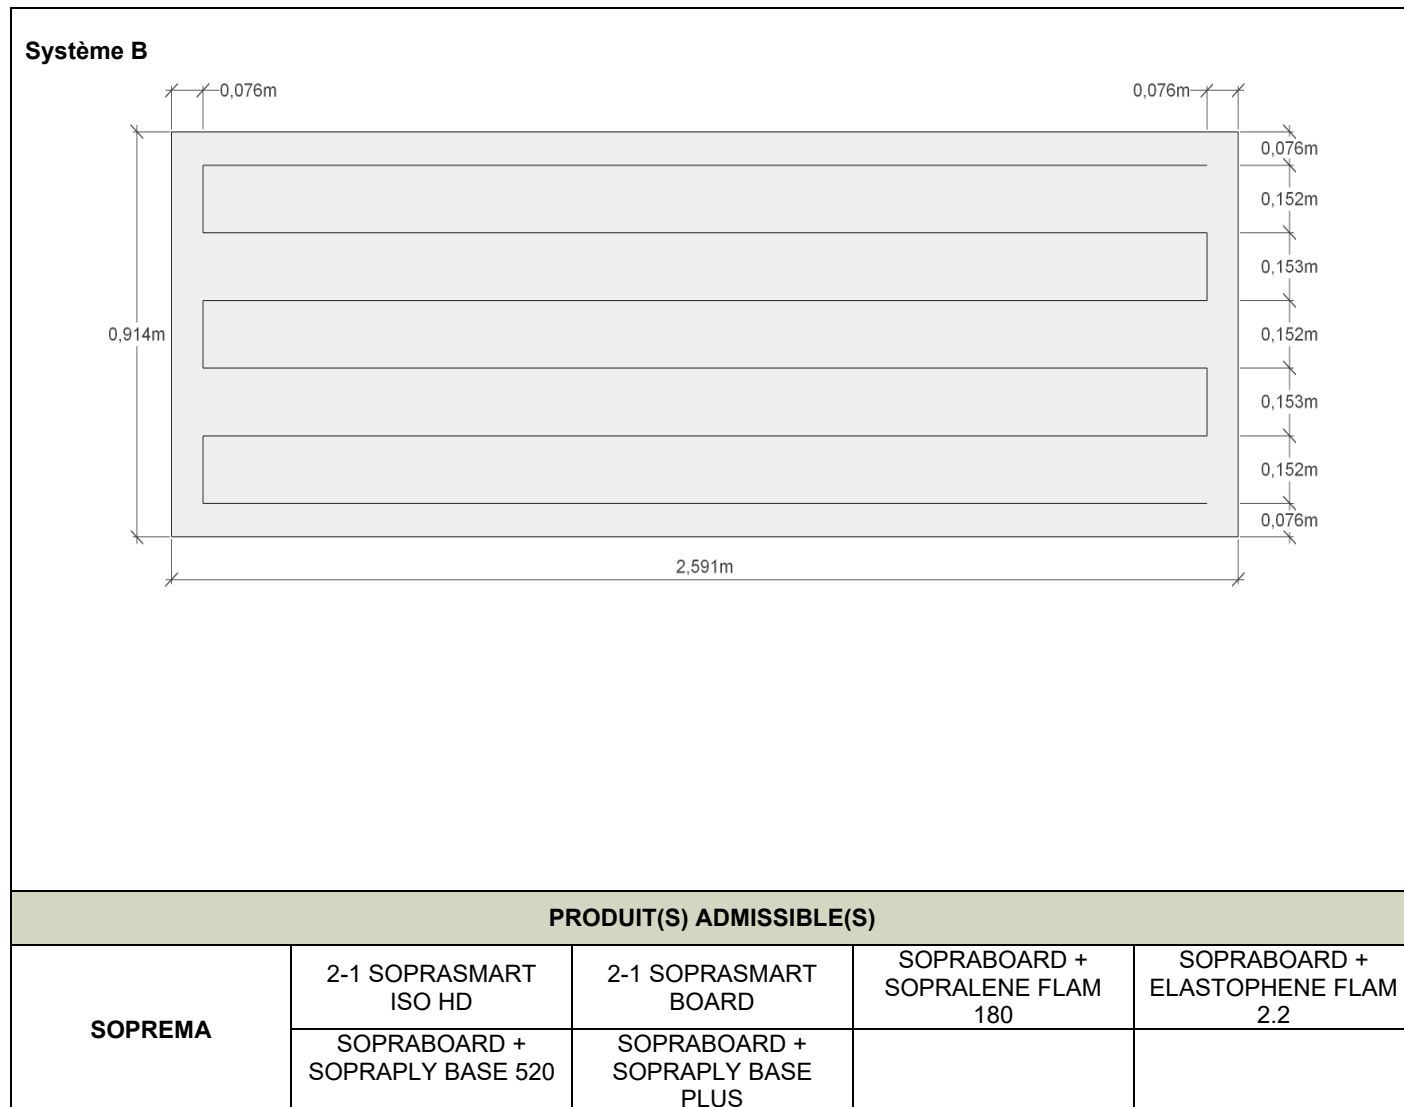 Système B
0,076m
0,076m
0,076m
0,152m
0,153m
0,152m
0,914m
0,153m
0,152m
0,076m
2,591m
PRODUIT(S) ADMISSIBLE(S)
SOPREMA
2-1 SOPRASMART
ISO HD
2-1 SOPRASMART
BOARD
SOPRABOARD +
SOPRALENE FLAM
180
SOPRABOARD +
ELASTOPHENE FLAM
2.2
SOPRABOARD +
SOPRAPLY BASE 520
SOPRABOARD +
SOPRAPLY BASE
PLUS